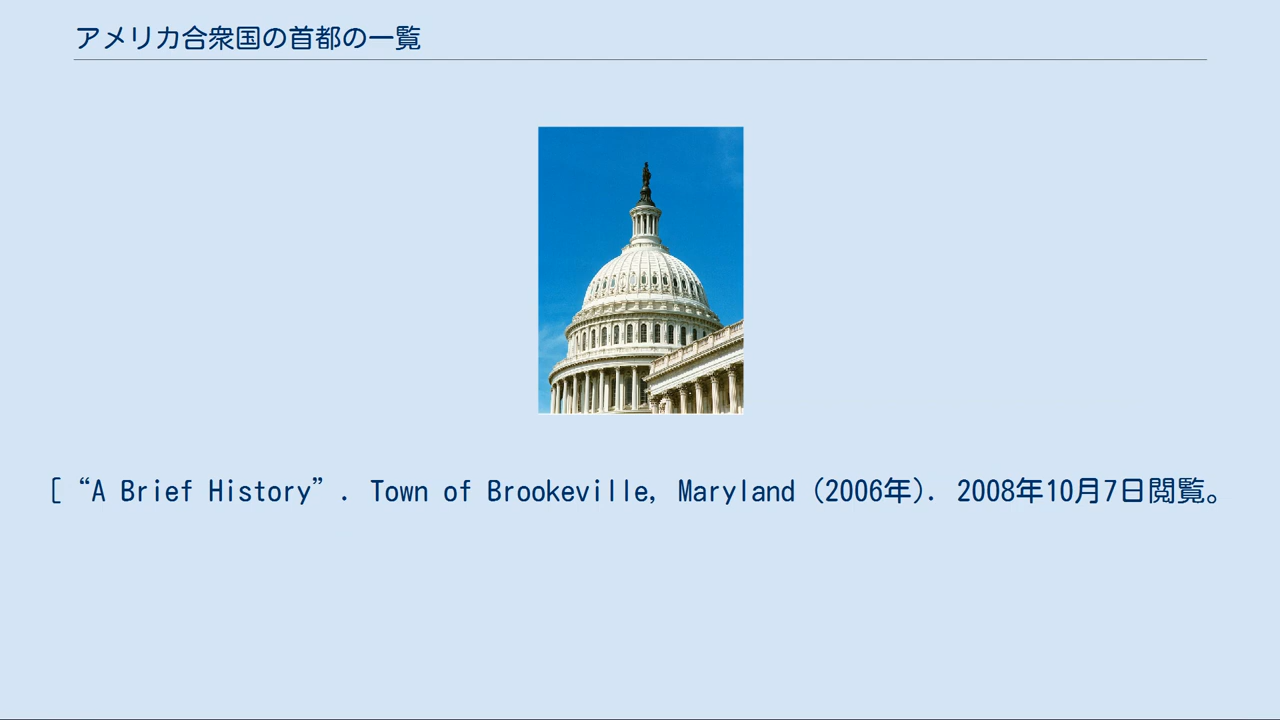 アメリカ合衆国の首都の一覧
[ “A Brief History”. Town of Brookeville, Maryland (2006年). 2008年10月7日閲覧。